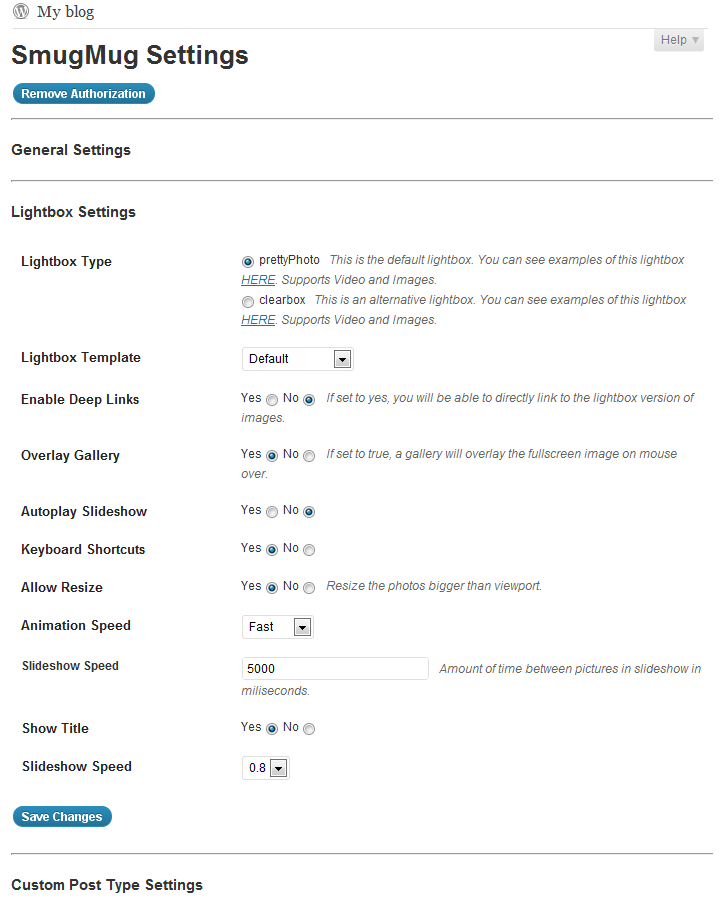 My blog
Help
SmugMug Settings
Remove Authorization
General Settings
Lightbox Settings
Lightbox Type
prettyPhoto This is the default lightbox. You can see examples of this lightbox
HERE. Supports Video and Images.
clearbox This is an alternative lightbox. You can see examples of this lightbox
HERE. Supports Video and Images.
Lightbox Template Default
Enable Deep Links Yes No If set to yes, you will be able to directly link to the lightbox version of
images.
Overlay Gallery Yes No If set to true, a gallery will overlay the fullscreen image on mouse
over.
Autoplay Slideshow Yes No
Keyboard Shortcuts Yes No
Allow Resize Yes No Resize the photos bigger than viewport.
Animation Speed Fast
Slideshow Speed 5000 Amount of time between pictures in slideshow in
miliseconds.
Show Title Yes No
Slideshow Speed 0.8
Save Changes
Custom Post Type Settings